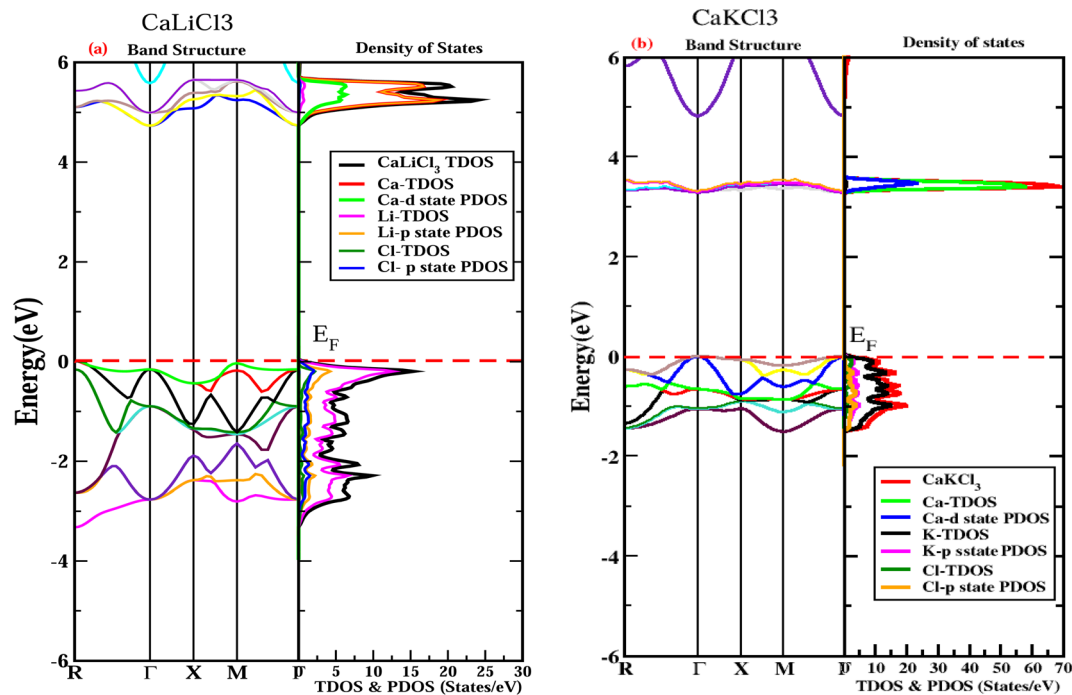 CaLiCl3
(a)
Band Structure
Density of States
6
4
2
0
-2
-4
-6
Energy(eV)
CaLiCl3 TDOS
Ca-TDOS
Ca-d state PDOS
Li-TDOS
Li-p state PDOS
Cl-TDOS
Cl- p state PDOS
EF
R
Γ
X
M
Γ
0
5
10
15
20
25
30
TDOS & PDOS (States/eV)
CaKCl3
(b)
Band Structure
Density of states
6
4
2
0
-2
-4
-6
Energy(eV)
EF
CaKCl3
Ca-TDOS
Ca-d state PDOS
K-TDOS
K-p sstate PDOS
Cl-TDOS
Cl-p state PDOS
R
Γ
X
M
Γ
0
10
20
30
40
50
60
70
TDOS & PDOS (States/eV)